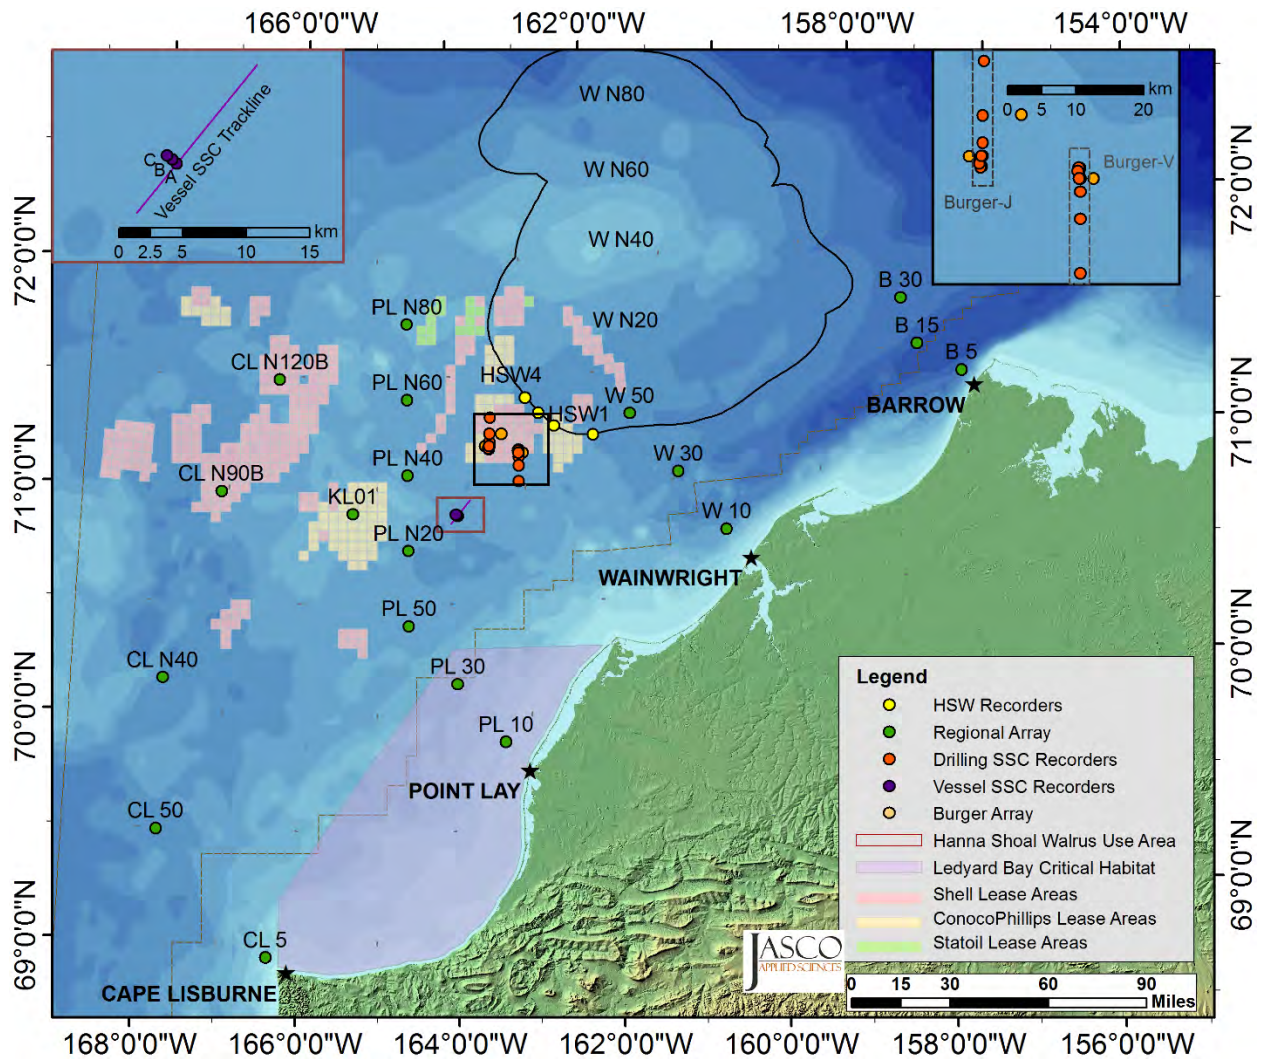 166°0'0"W
162°0'0"W
158°0'0"W
154°0'0"W
C
B
A
Vessel SSC Trackline
km
0 2.5 5 10 15
km
0 5 10 20
Burger-V
Burger-J
W N80
W N60
W N40
W N20
72°0'0"N
71°0'0"N
70°0'0"N
69°0'0"N
72°0'0"N
71°0'0"N
70°0'0"N
69°0'0"N
B 30
B 15
B 5
BARROW
PL N80
CL N120B
PL N60
HSW4
HSW1
W 50
W 30
PL N40
CL N90B
KL01
PL N20
W 10
WAINWRIGHT
PL 50
CL N40
PL 30
PL 10
POINT LAY
CL 50
CL 5
CAPE LISBURNE
Legend
HSW Recorders
Regional Array
Drilling SSC Recorders
Vessel SSC Recorders
Burger Array
Hanna Shoal Walrus Use Area
Ledyard Bay Critical Habitat
Shell Lease Areas
ConocoPhillips Lease Areas
Statoil Lease Areas
JASCO
APPLIED SCIENCES
0 15 30 60 90
Miles
168°0'0"W
166°0'0"W
164°0'0"W
162°0'0"W
160°0'0"W
158°0'0"W
156°0'0"W